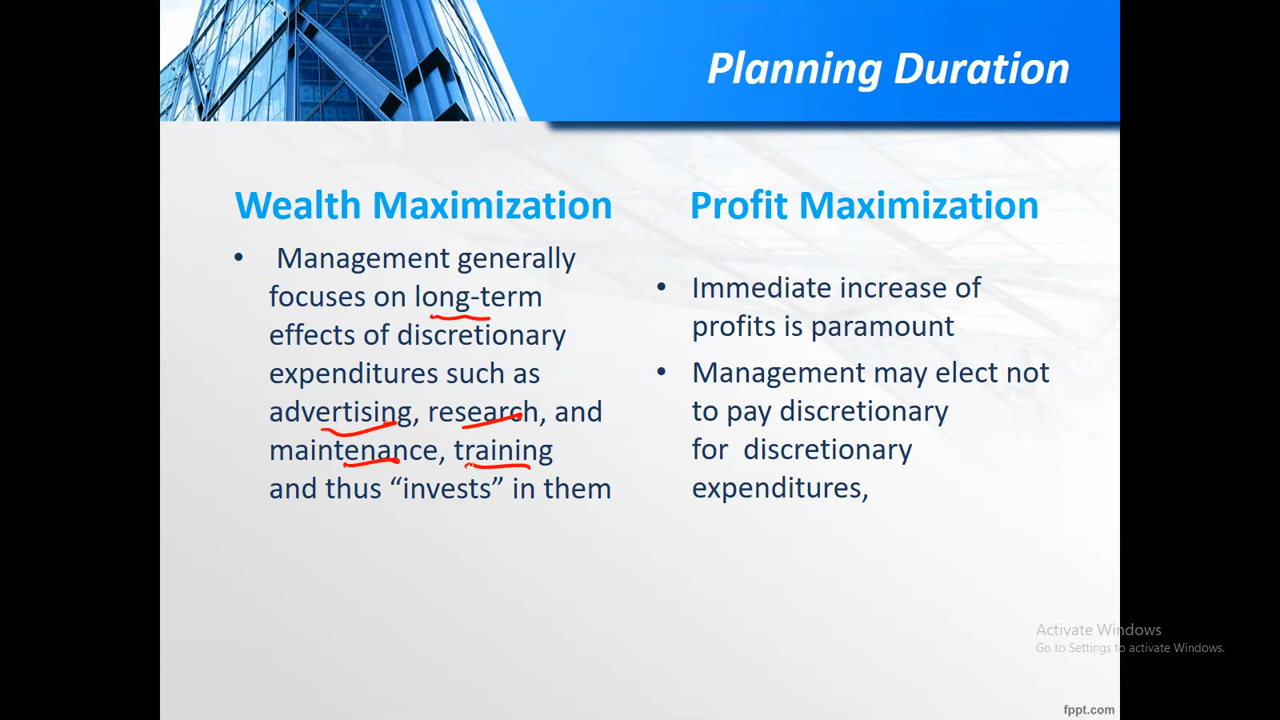 Planning Duration
Wealth Maximization
• Management generally
focuses on long-term
effects of discretionary
expenditures such as
advertising, research, and
maintenance, training
and thus “invests” in them
Profit Maximization
• Immediate increase of
profits is paramount
• Management may elect not
to pay discretionary
for discretionary
expenditures,
Activate Windows
Go to Settings to activate Windows.
fppt.com